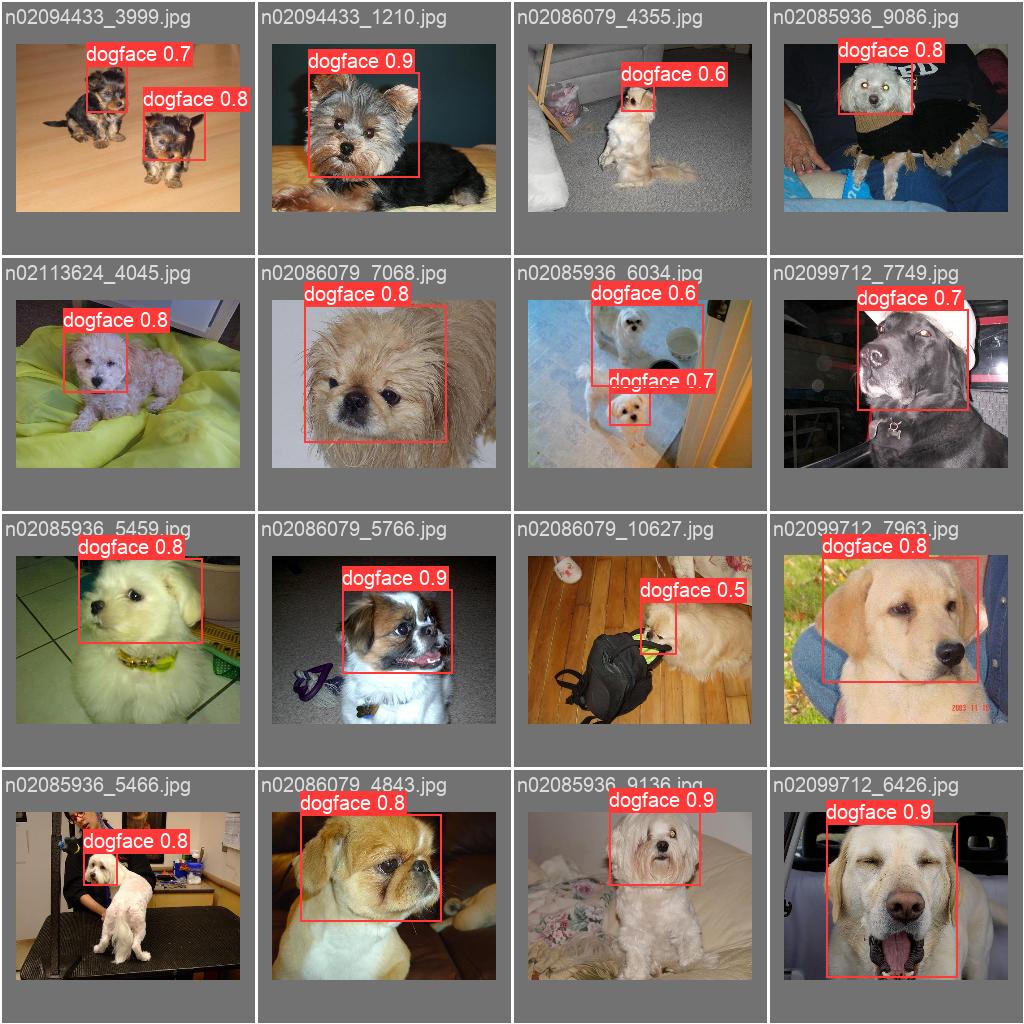 n02094433_3999.jpg
dogface 0.7
dogface 0.8
n02094433_1210.jpg
dogface 0.9
n02086079_4355.jpg
dogface 0.6
n02085936_9086.jpg
dogface 0.8
n02113624_4045.jpg
dogface 0.8
n02086079_7068.jpg
dogface 0.8
n02085936_6034.jpg
dogface 0.6
dogface 0.7
n02099712_7749.jpg
dogface 0.7
n02085936_5459.jpg
dogface 0.8
n02086079_5766.jpg
dogface 0.9
n02086079_10627.jpg
dogface 0.5
n02099712_7963.jpg
dogface 0.8
n02085936_5466.jpg
dogface 0.8
n02086079_4843.jpg
dogface 0.8
n02085936_9136.jpg
dogface 0.9
n02099712_6426.jpg
dogface 0.9